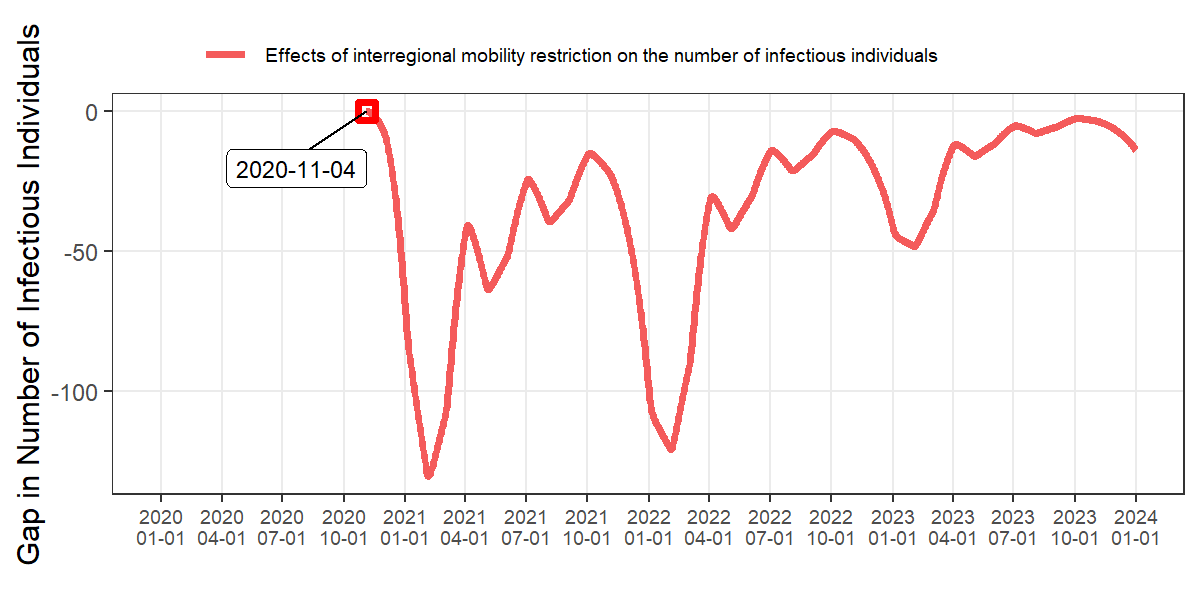 Effects of interregional mobility restriction on the number of infectious individuals
Gap in Number of Infectious Individuals
0
-50
-100
2020-11-04
2020 2020 2020 2020 2021 2021 2021 2021 2022 2022 2022 2022 2023 2023 2023 2023 2024
01-01 04-01 07-01 10-01 01-01 04-01 07-01 10-01 01-01 04-01 07-01 10-01 01-01 04-01 07-01 10-01 01-01